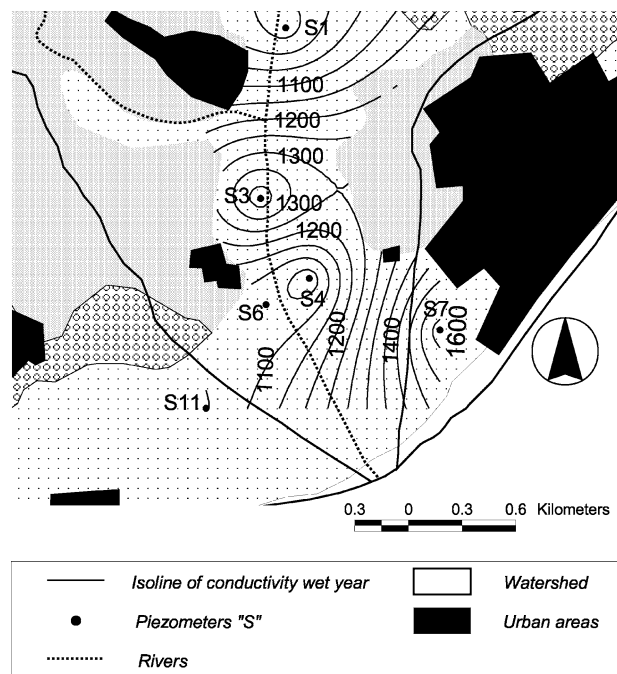 S1
1100
1200
1300
S3
1300
1200
S4
S6
S7
1100
1200
1400
1600
S11
0.3 0 0.3 0.6 Kilometers
Isoline of conductivity wet year
Watershed
Piezometers "S"
Urban areas
Rivers